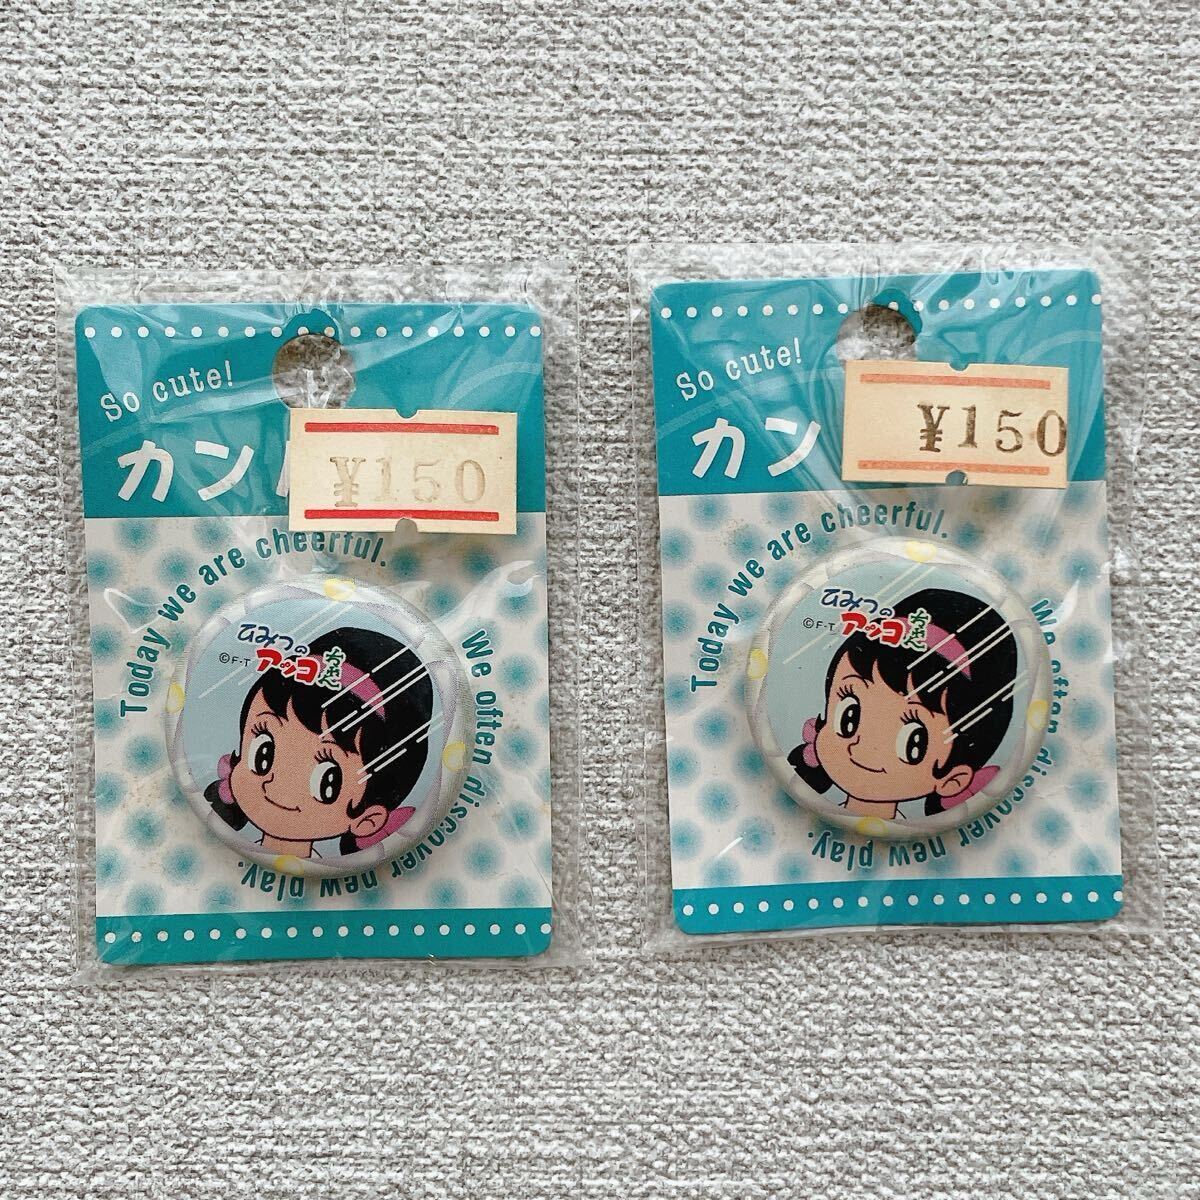 So cute!
カン
¥150
Today we are cheerful.
We often discover new play.
ひみつの
アッコ
ちゃん
©F-T
So cute!
カン
¥150
Today we are cheerful.
We often discover new play.
ひみつの
アッコ
ちゃん
©F-T